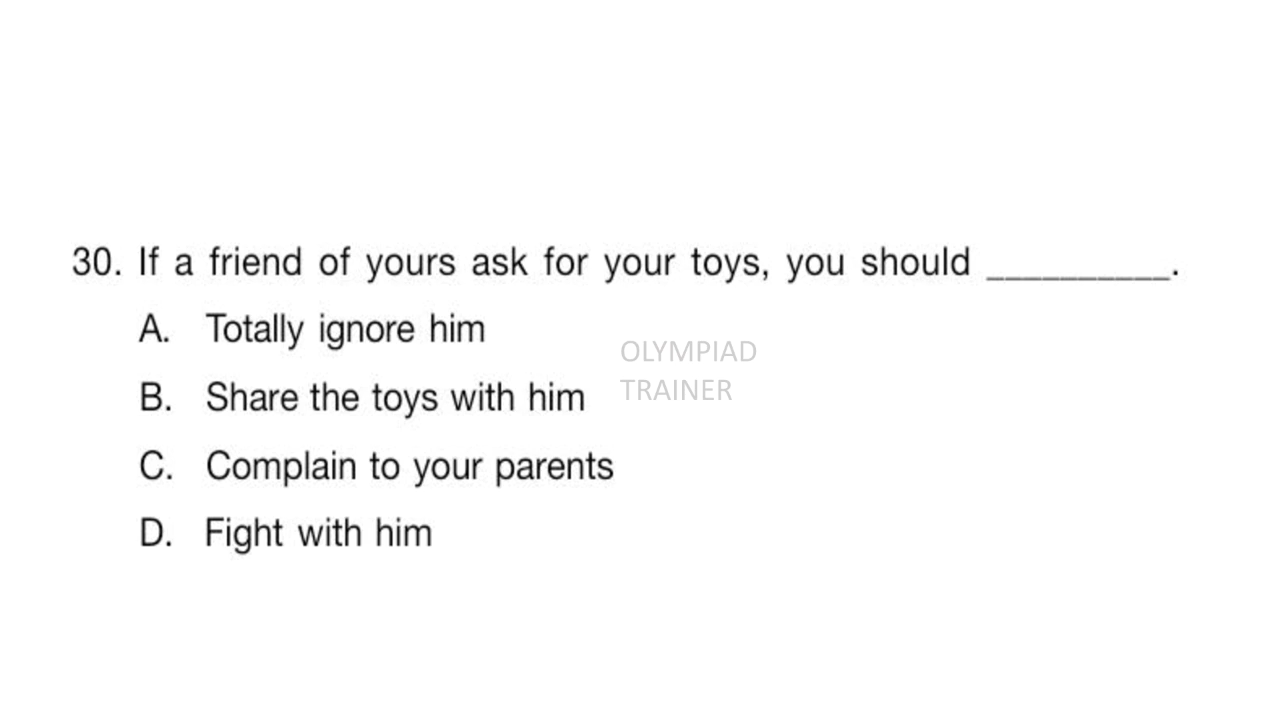 30. If a friend of yours ask for your toys, you should __________.
A. Totally ignore him
B. Share the toys with him
C. Complain to your parents
D. Fight with him
OLYMPIAD
TRAINER